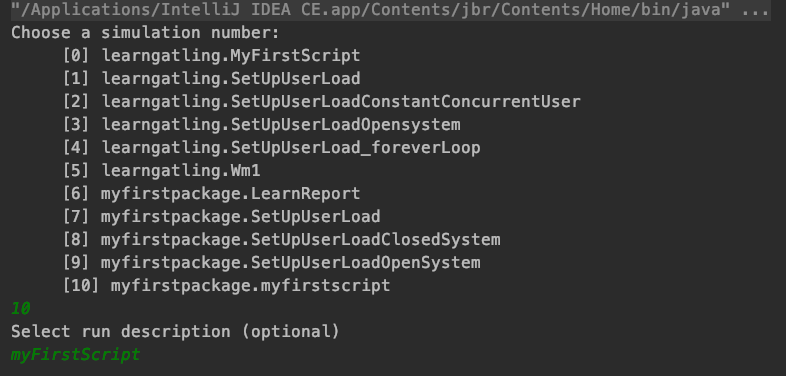 "/Applications/IntelliJ IDEA CE.app/Contents/jbr/Contents/Home/bin/java" ...
Choose a simulation number:
[0] learngatling.MyFirstScript
[1] learngatling.SetUpUserLoad
[2] learngatling.SetUpUserLoadConstantConcurrentUser
[3] learngatling.SetUpUserLoadOpensystem
[4] learngatling.SetUpUserLoad_foreverLoop
[5] learngatling.Wm1
[6] myfirstpackage.LearnReport
[7] myfirstpackage.SetUpUserLoad
[8] myfirstpackage.SetUpUserLoadClosedSystem
[9] myfirstpackage.SetUpUserLoadOpenSystem
[10] myfirstpackage.myfirstscript
10
Select run description (optional)
myFirstScript